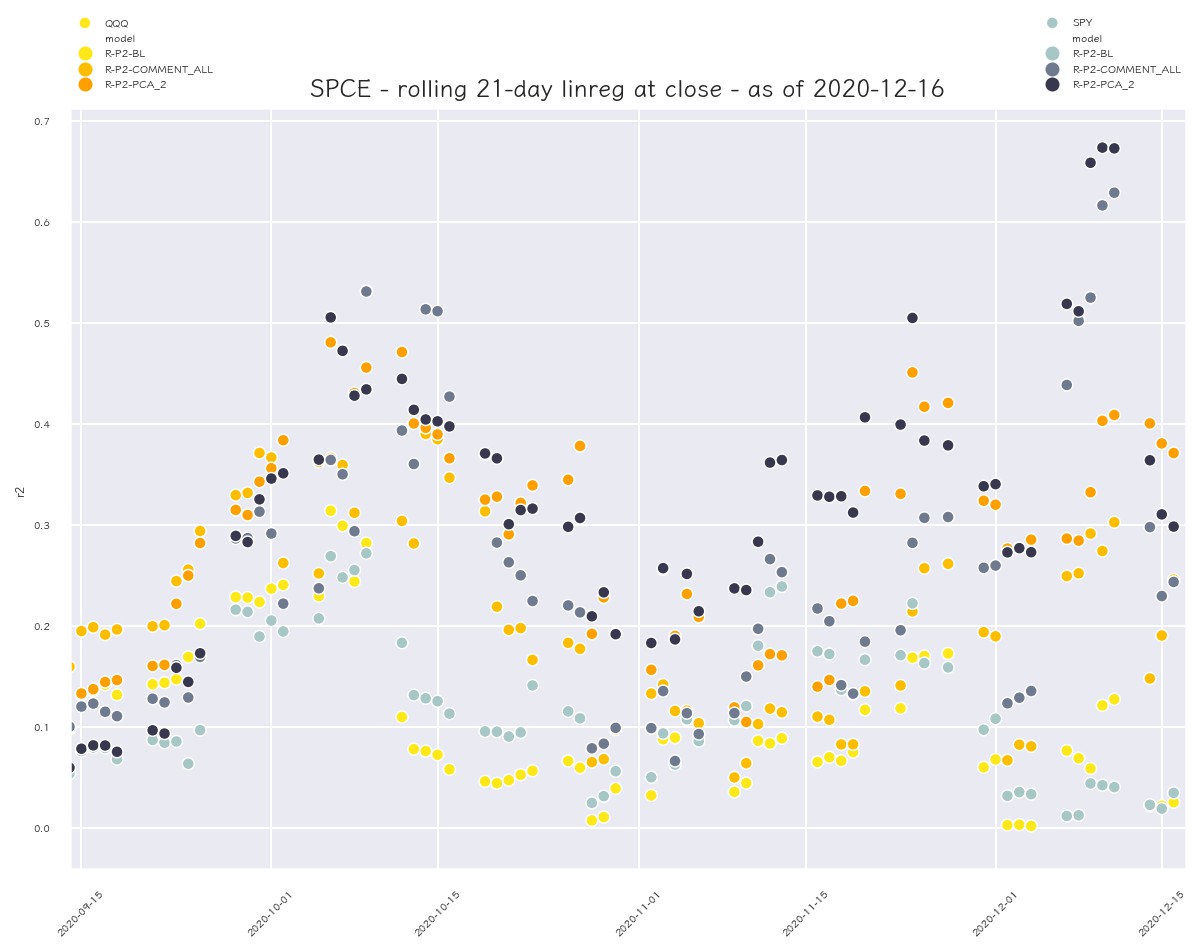 QQQ
model
R-P2-BL
R-P2-COMMENT_ALL
R-P2-PCA_2
SPY
model
R-P2-BL
R-P2-COMMENT_ALL
R-P2-PCA_2
SPCE - rolling 21-day linreg at close - as of 2020-12-16
0.7
0.6
0.5
0.4
0.3
0.2
0.1
0.0
r2
2020-09-15
2020-10-01
2020-10-15
2020-11-01
2020-11-15
2020-12-01
2020-12-15